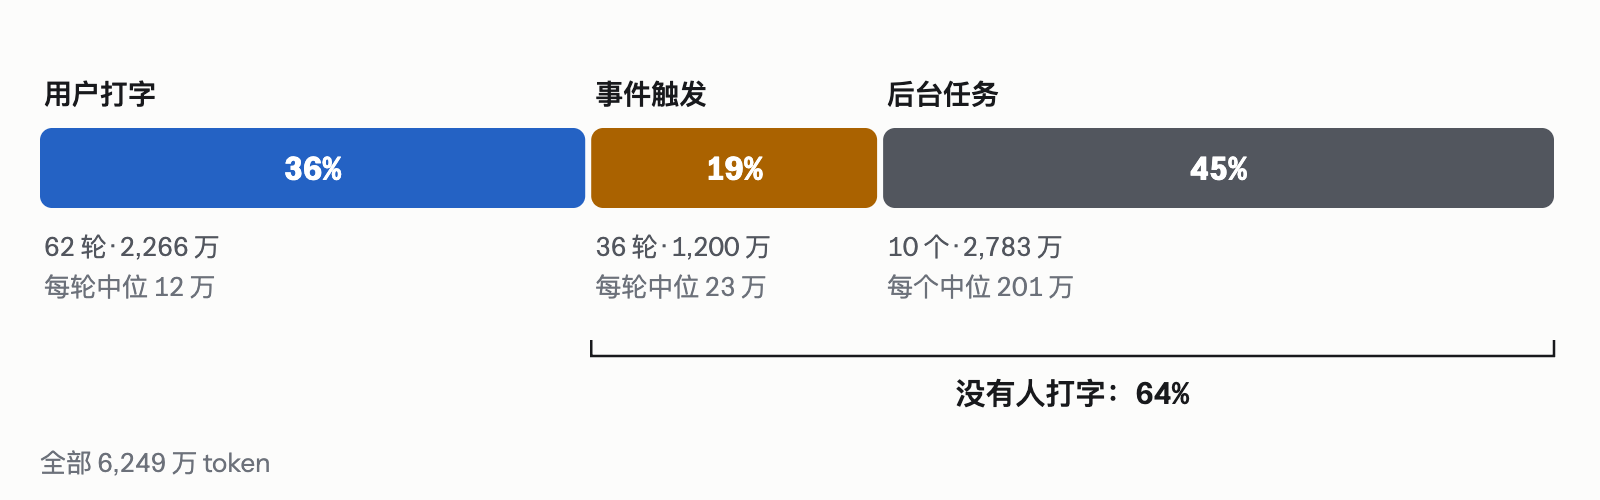 用户打字
事件触发
后台任务
36%
19%
45%
62 轮·2,266 万
36 轮·1,200 万
10 个·2,783 万
每轮中位 12 万
每轮中位 23 万
每个中位 201 万
没有人打字：64%
全部 6,249 万 token